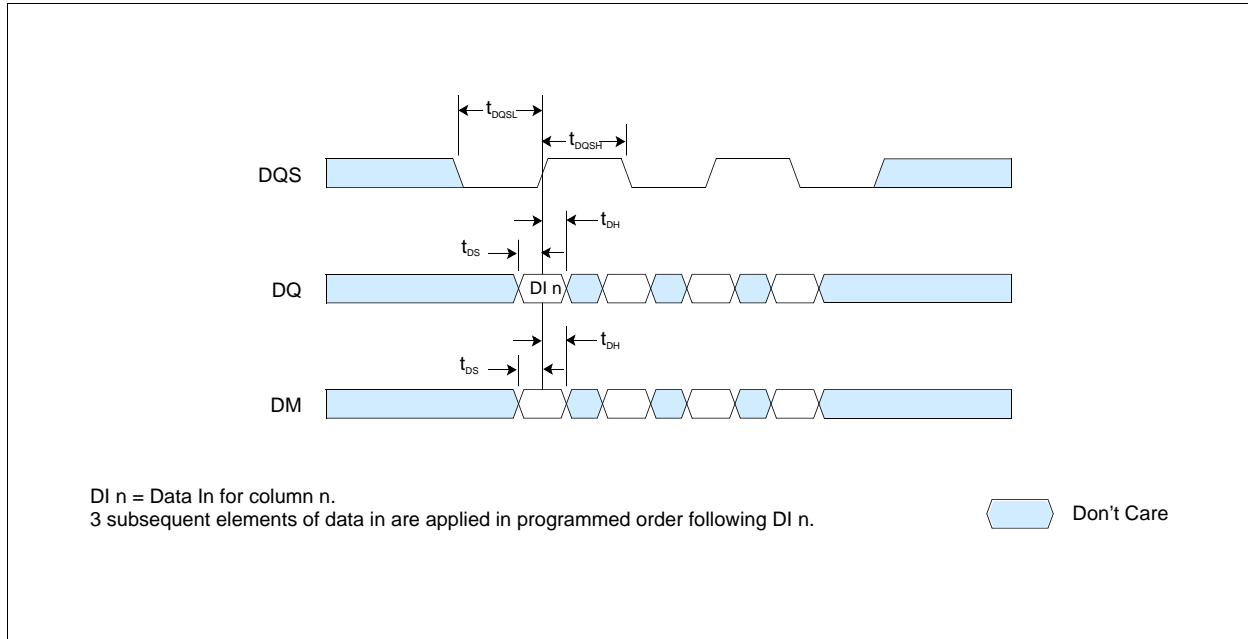 tDQSL
tDQSH
DQS
tDH
tDS
DQ
DI n
tDH
tDS
DM
DI n = Data In for column n.
3 subsequent elements of data in are applied in programmed order following DI n.
Don't Care